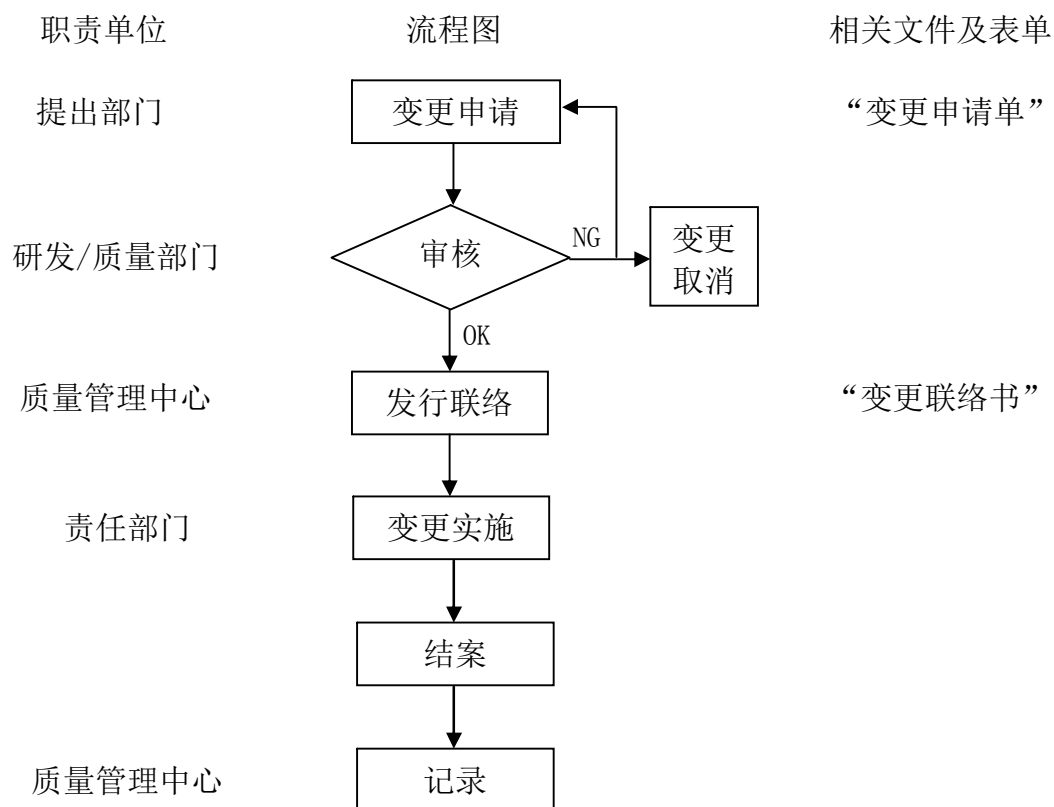 职责单位 流程图 相关文件及表单
提出部门 变更申请 “变更申请单”
研发/质量部门 审核 NG 变更
取消
OK
质量管理中心 发行联络 “变更联络书”
责任部门 变更实施
结案
质量管理中心 记录